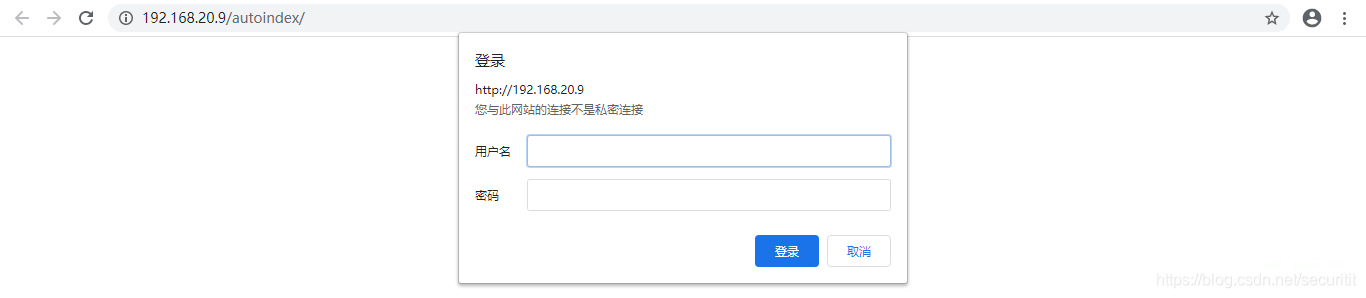 192.168.20.9/autoindex/
登录
http://192.168.20.9
您与此网站的连接不是私密连接
用户名
密码
登录 取消
https://blog.csdn.net/securitit